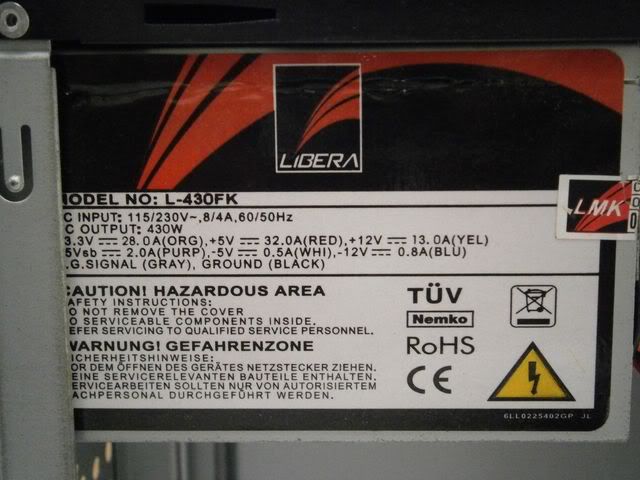 LIBERA
MODEL NO: L-430FK
C INPUT: 115/230V~,8/4A,60/50Hz
C OUTPUT: 430W
3.3V ⎓ 28.0A(ORG),+5V ⎓ 32.0A(RED),+12V ⎓ 13.0A(YEL)
5Vsb ⎓ 2.0A(PURP),-5V ⎓ 0.5A(WHI),-12V ⎓ 0.8A(BLU)
.G.SIGNAL (GRAY), GROUND (BLACK)
LMK
CAUTION! HAZARDOUS AREA
AFETY INSTRUCTIONS:
DO NOT REMOVE THE COVER
O SERVICEABLE COMPONENTS INSIDE.
EFER SERVICING TO QUALIFIED SERVICE PERSONNEL.
WARNUNG! GEFAHRENZONE
ICHERHEITSHINWEISE:
OR DEM ÖFFNEN DES GERÄTES NETZSTECKER ZIEHEN.
EINE SERVICERELEVANTEN BAUTEILE ENTHALTEN
ERVICEARBEITEN SOLLTEN NUR VON AUTORISIERTEM
ACHPERSONAL DURCHGEFÜHRT WERDEN.
TÜV
Nemko
RoHS
CE
6LL0225402GP JL